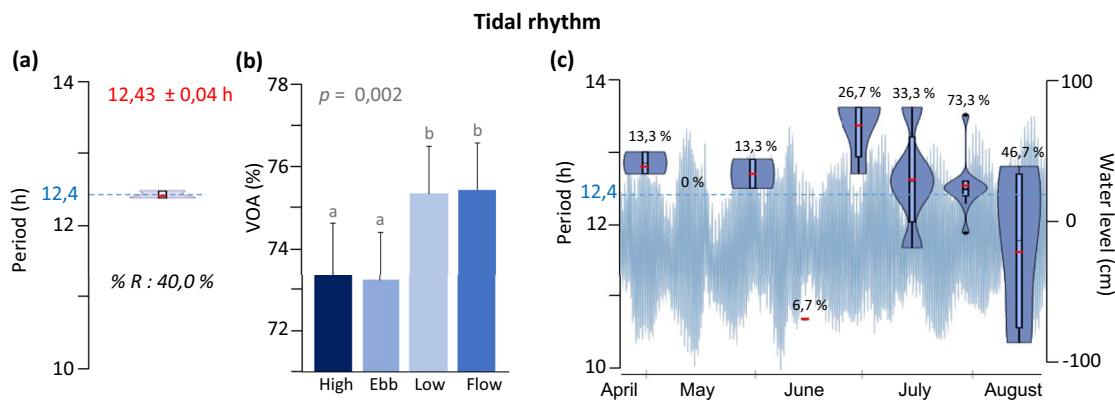 Tidal rhythm
(a)
14
12,43 ± 0,04 h
12,4
12
Period (h)
% R : 40,0 %
10
(b)
78
p = 0,002
76
74
72
VOA (%)
a
a
b
b
High Ebb Low Flow
(c)
14
12,4
12
10
Period (h)
13,3 %
0 %
13,3 %
6,7 %
26,7 %
33,3 %
73,3 %
46,7 %
100
0
-100
Water level (cm)
April May June July August